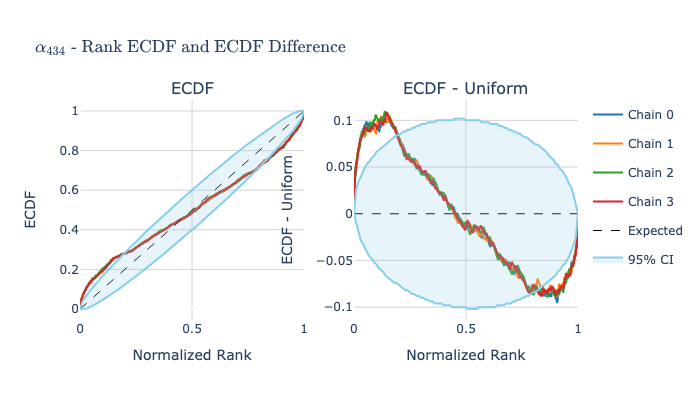 α₄₃₄ - Rank ECDF and ECDF Difference
ECDF
ECDF - Uniform
ECDF
1
0.8
0.6
0.4
0.2
0
0
0.5
1
Normalized Rank
ECDF - Uniform
0.1
0.05
0
−0.05
−0.1
0
0.5
1
Normalized Rank
Chain 0
Chain 1
Chain 2
Chain 3
Expected
95% CI